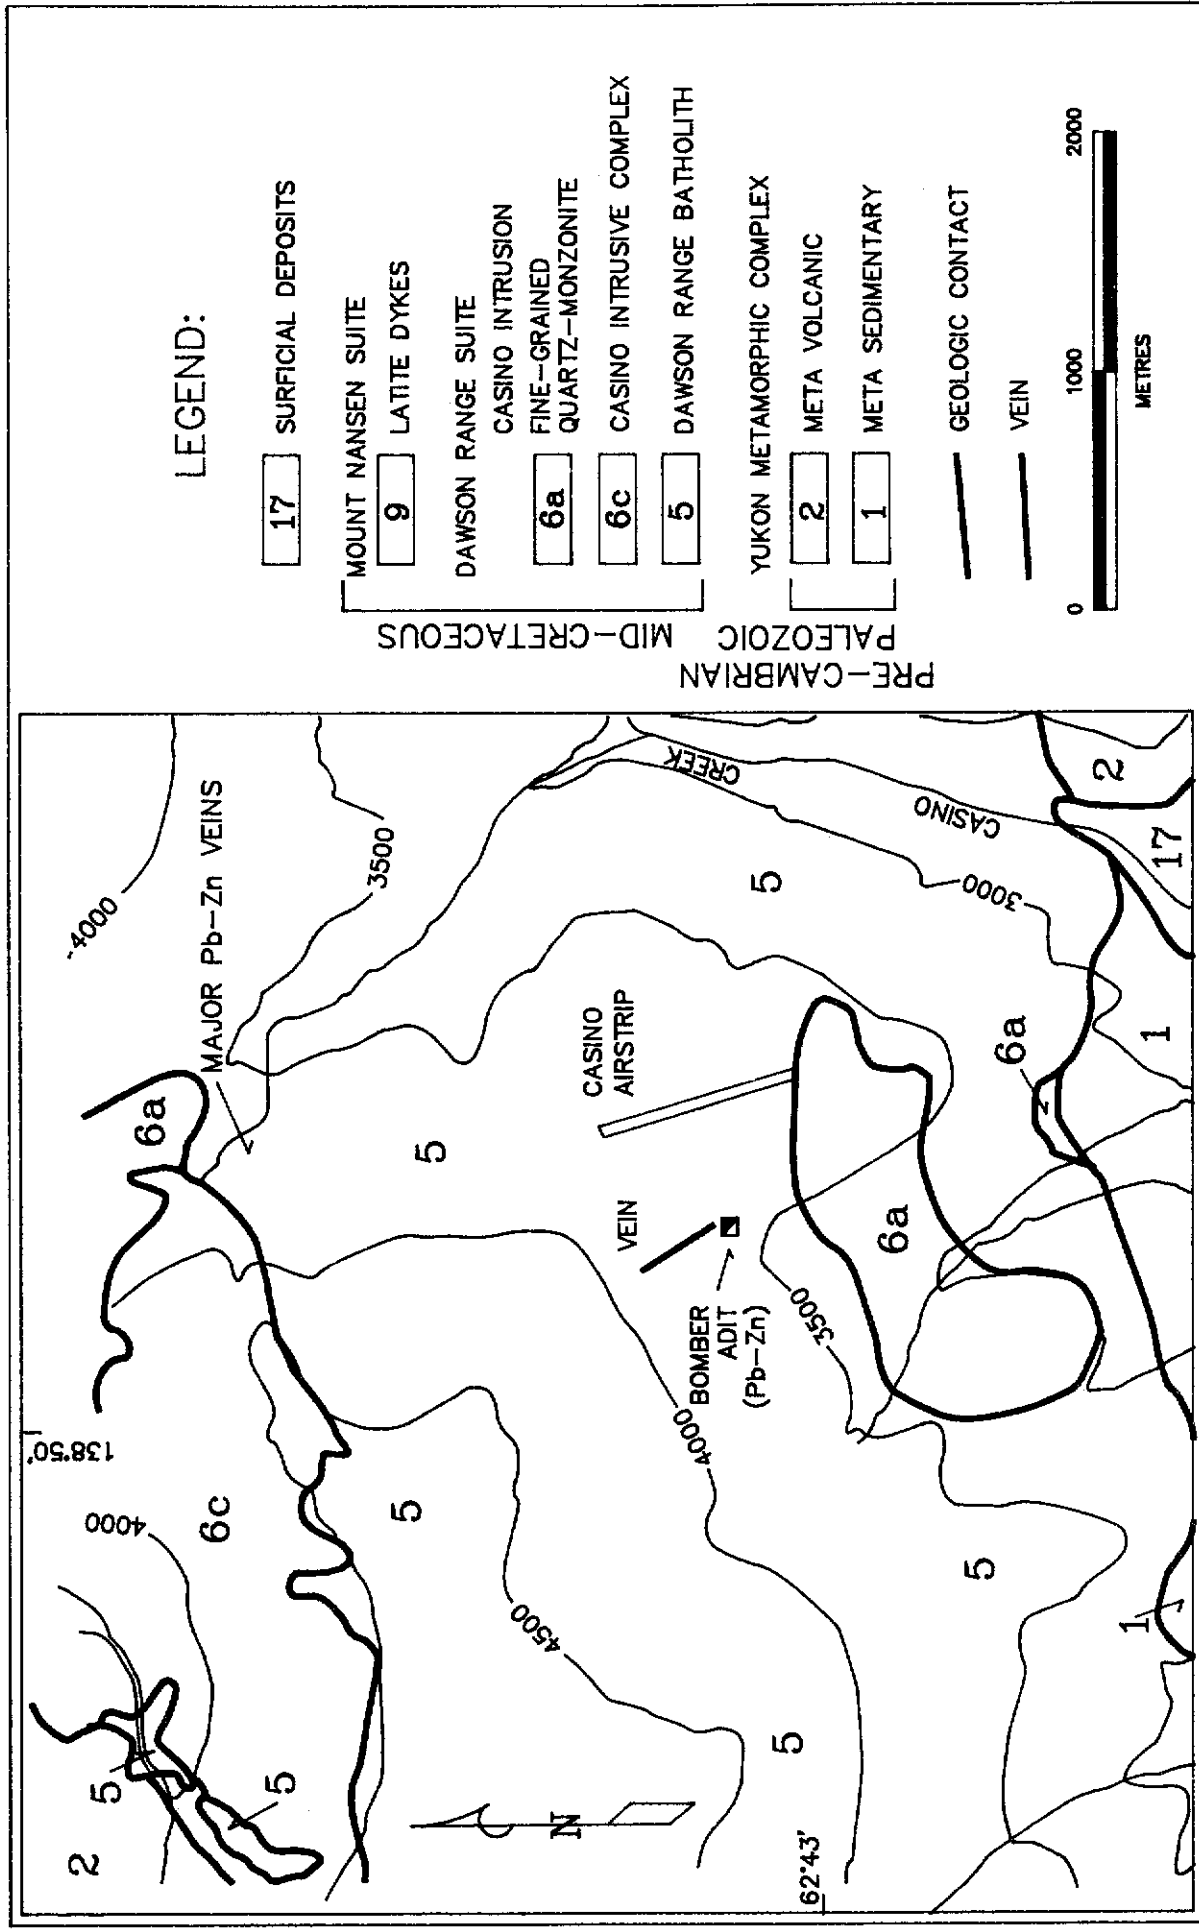 LEGEND:
17 SURFICIAL DEPOSITS
MOUNT NANSEN SUITE
9 LATITE DYKES
DAWSON RANGE SUITE
CASINO INTRUSION
6a FINE-GRAINED
QUARTZ-MONZONITE
6c CASINO INTRUSIVE COMPLEX
5 DAWSON RANGE BATHOLITH
MID-CRETACEOUS
YUKON METAMORPHIC COMPLEX
2 META VOLCANIC
1 META SEDIMENTARY
PRE-CAMBRIAN
PALEOZOIC
GEOLOGIC CONTACT
VEIN
0 1000 2000
METRES
138°50'
62°43'
2
5
5
4000
6c
6a
4000
MAJOR Pb-Zn VEINS
3500
5
5
4500
N
5
4000
VEIN
BOMBER
ADIT
(Pb-Zn)
CASINO
AIRSTRIP
CASINO
CREEK
5
3500
6a
3000
5
6a
2
1
1
17
2